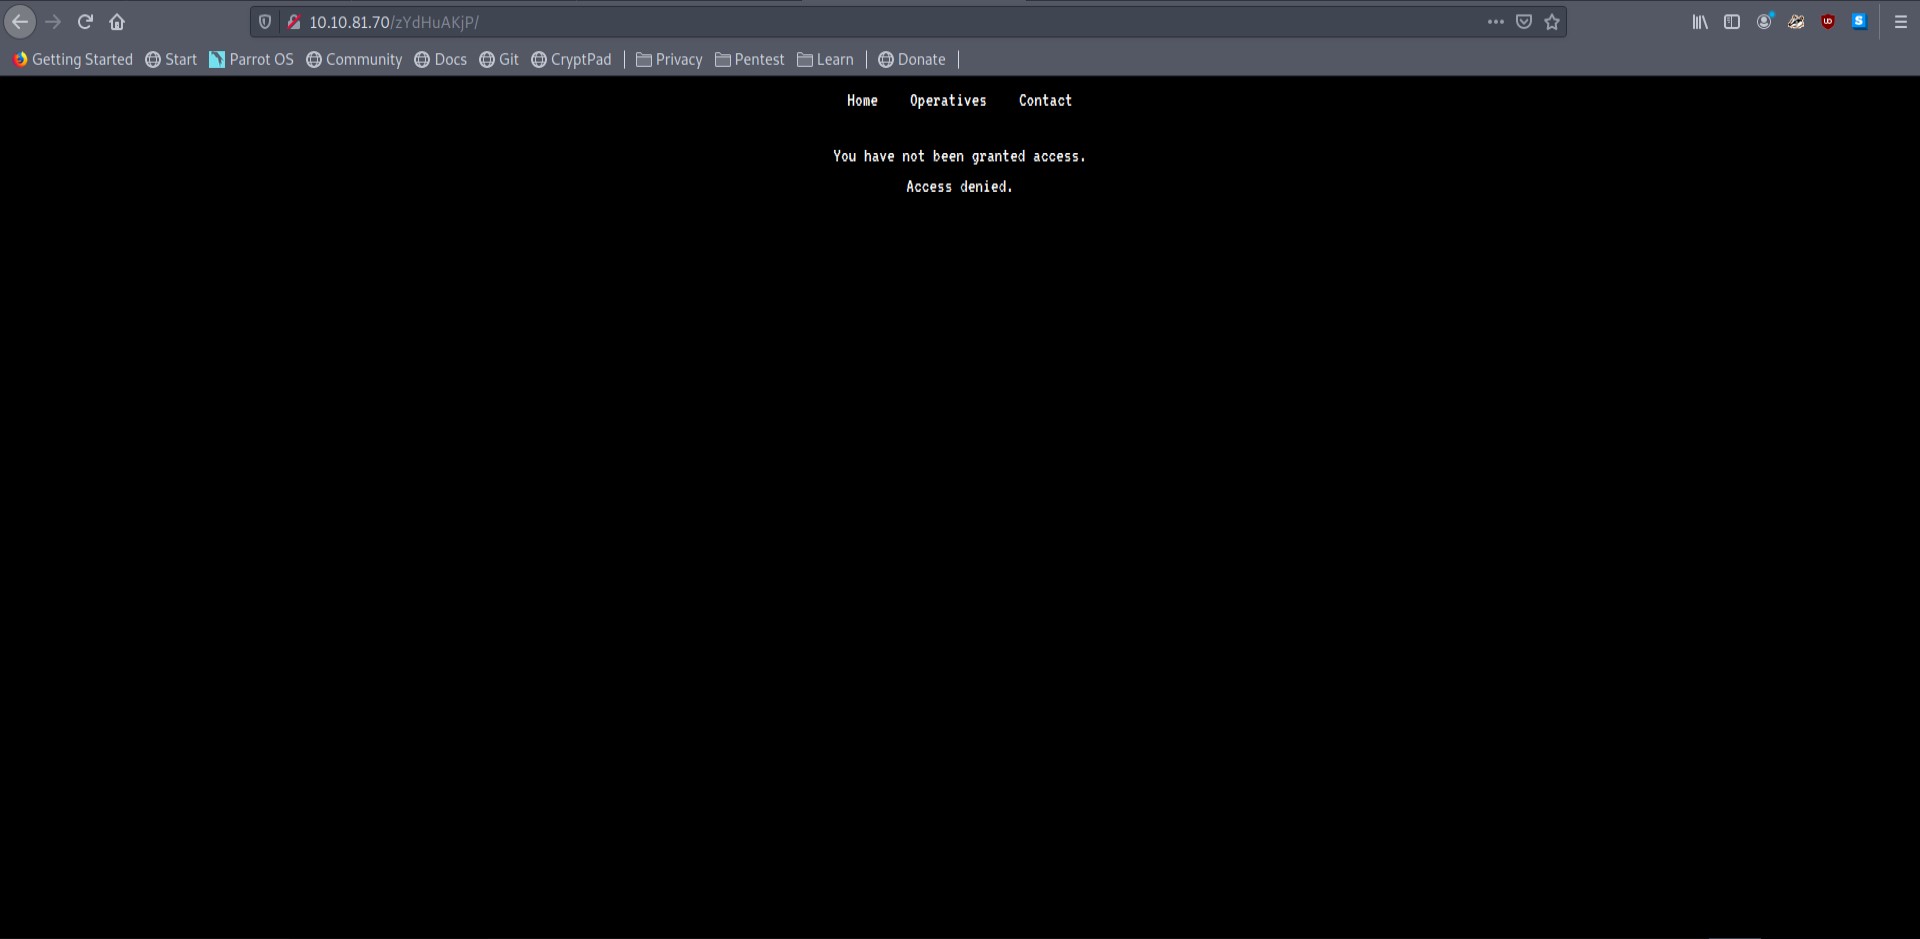 10.10.81.70/zYdHuAKjP/
Getting Started Start Parrot OS Community Docs Git CryptPad Privacy Pentest Learn Donate
Home Operatives Contact
You have not been granted access.
Access denied.